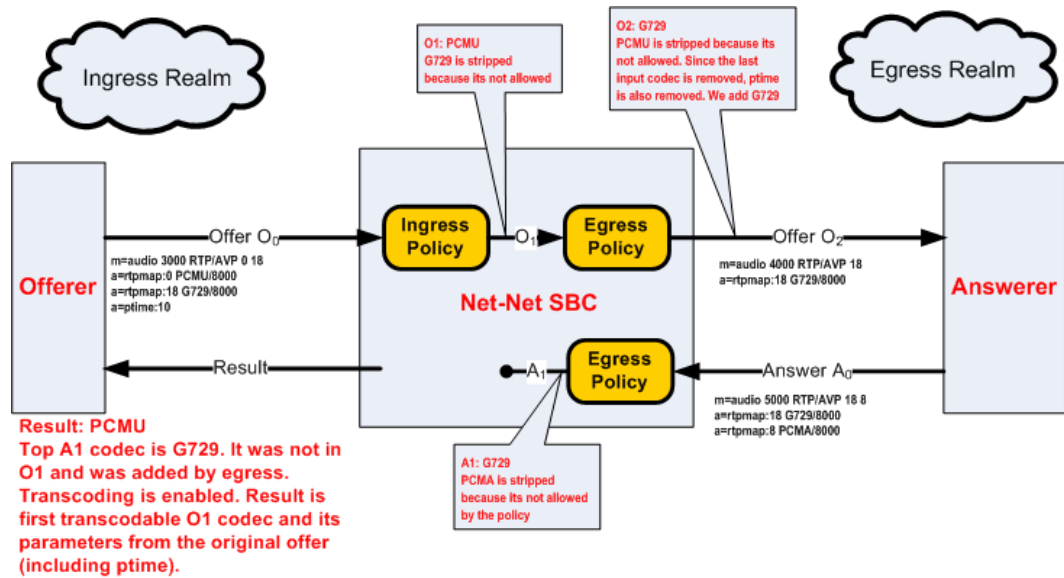 Ingress Realm
O1: PCMU
G729 is stripped
because its not allowed
O2: G729
PCMU is stripped because its
not allowed. Since the last
input codec is removed, ptime
is also removed. We add G729
Egress Realm
Offerer
Offer O0
m=audio 3000 RTP/AVP 0 18
a=rtpmap:0 PCMU/8000
a=rtpmap:18 G729/8000
a=ptime:10
Ingress
Policy
O1
Egress
Policy
Offer O2
m=audio 4000 RTP/AVP 18
a=rtpmap:18 G729/8000
Answerer
Net-Net SBC
Result
A1
Egress
Policy
Answer A0
m=audio 5000 RTP/AVP 18 8
a=rtpmap:18 G729/8000
a=rtpmap:8 PCMA/8000
Result: PCMU
Top A1 codec is G729. It was not in
O1 and was added by egress.
Transcoding is enabled. Result is
first transcodable O1 codec and its
parameters from the original offer
(including ptime).
A1: G729
PCMA is stripped
because its not allowed
by the policy